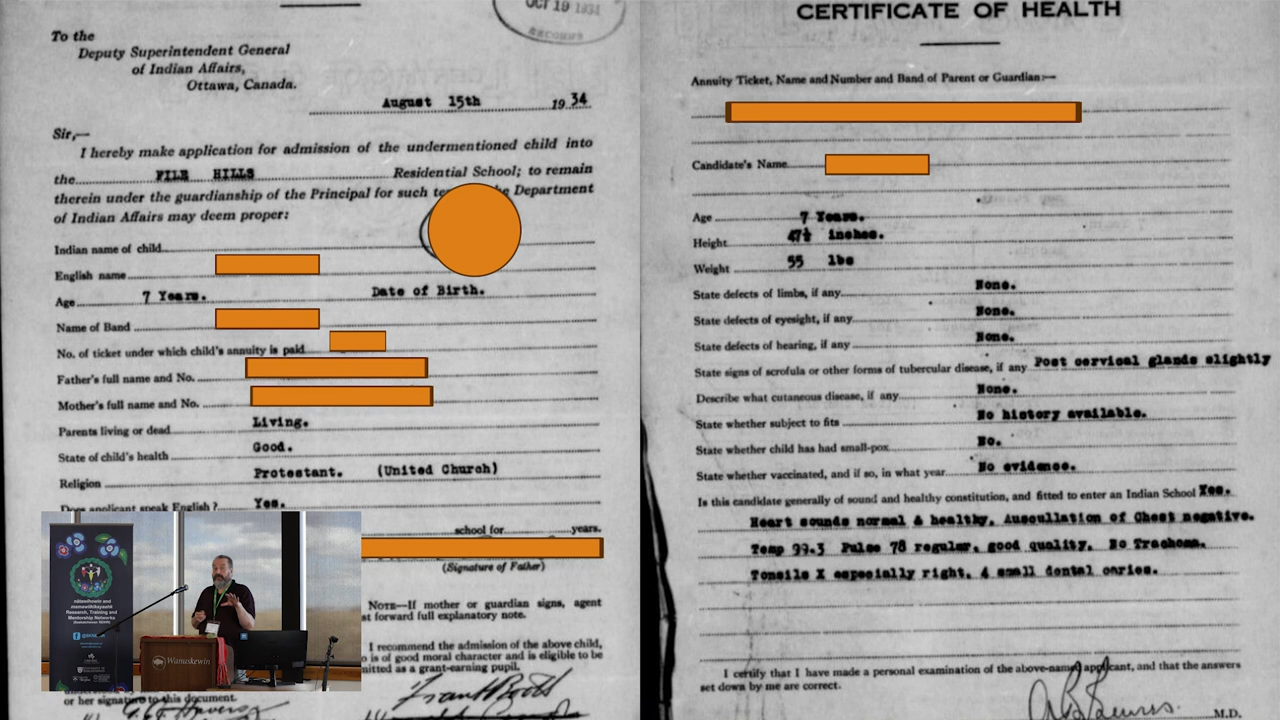 OCT 19 1934
To the
Deputy Superintendent General
of Indian Affairs,
Ottawa, Canada.
August 15th 1934
Sir,—
I hereby make application for admission of the undermentioned child into
the FILE HILLS Residential School; to remain
therein under the guardianship of the Principal for such Department
of Indian Affairs may deem proper:
Indian name of child
English name
Age 7 Years. Date of Birth.
Name of Band
No. of ticket under which child's annuity is paid
Father's full name and No.
Mother's full name and No.
Parents living or dead Living.
State of child's health Good.
Religion Protestant. (United Church)
Does applicant speak English? Yes.
school for years.
(Signature of Father)
NOTE—If mother or guardian signs, agent
forward full explanatory note.
I recommend the admission of the above child,
is of good moral character and is eligible to be
mitted as a grant-earning pupil.
or her signature to this document.
CERTIFICATE OF HEALTH
Annuity Ticket, Name and Number and Band of Parent or Guardian:—
Candidate's Name
Age 7 Years.
Height 47½ inches.
Weight 55 lbs
State defects of limbs, if any None.
State defects of eyesight, if any None.
State defects of hearing, if any None.
State signs of scrofula or other forms of tubercular disease, if any Post cervical glands slightly
Describe what cutaneous disease, if any None.
State whether subject to fits No history available.
State whether child has had small-pox No.
State whether vaccinated, and if so, in what year No evidence.
Is this candidate generally of sound and healthy constitution, and fitted to enter an Indian School Yes.
Heart sounds normal & healthy. Auscullation of Chest negative.
Temp 99.3 Pulse 78 regular, good quality. No Trachoma.
Tonsils X especially right, 4 small dental caries.
I certify that I have made a personal examination of the above-named applicant, and that the answers
set down by me are correct.
M.D.
Research, Training and
Mentorship Networks
Wanuskewin